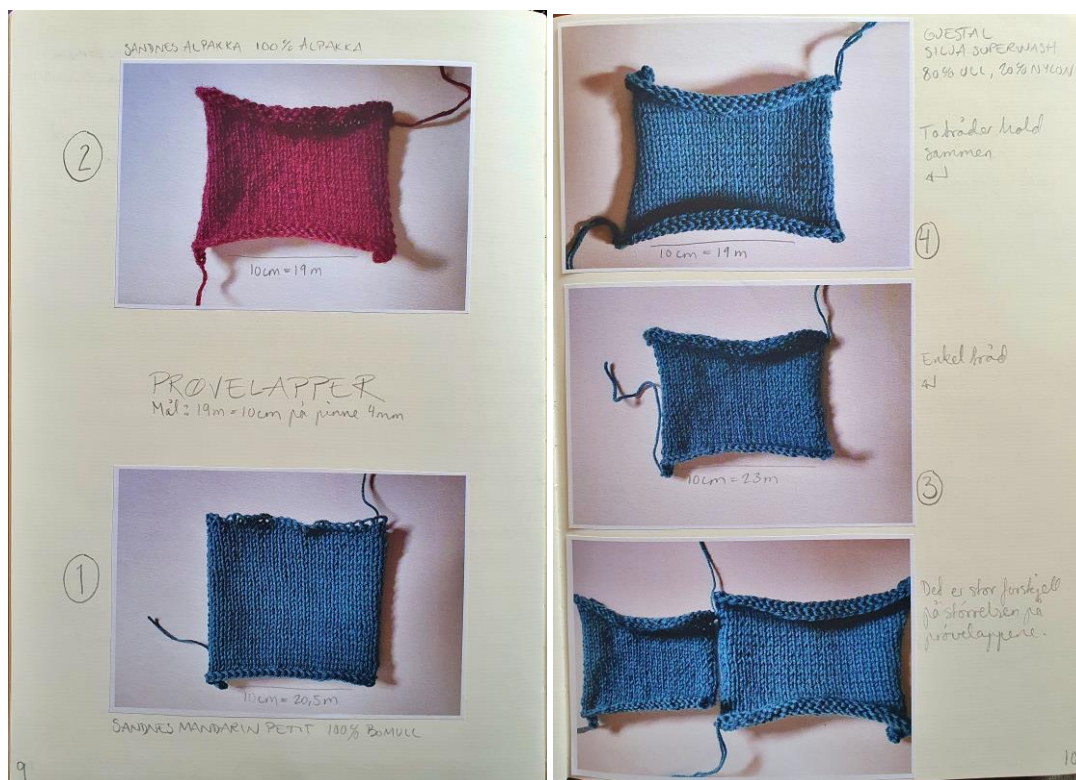 SANDNES ALPAKKA 100% ALPAKKA
2
10cm = 19m
PRØVELAPPER
Mål: 19m = 10cm på pinne 4mm
1
10cm = 20,5m
SANDNES MANDARIN PETIT 100% BOMULL
9
GJESTAL
SILJA SUPERWASH
80% ULL, 20% NYLON
To tråder hold
sammen
10cm = 19m
4
Enkel tråd
10cm = 23m
3
Det er stor forskjell
på størrelsen på
prøvelappene.
10